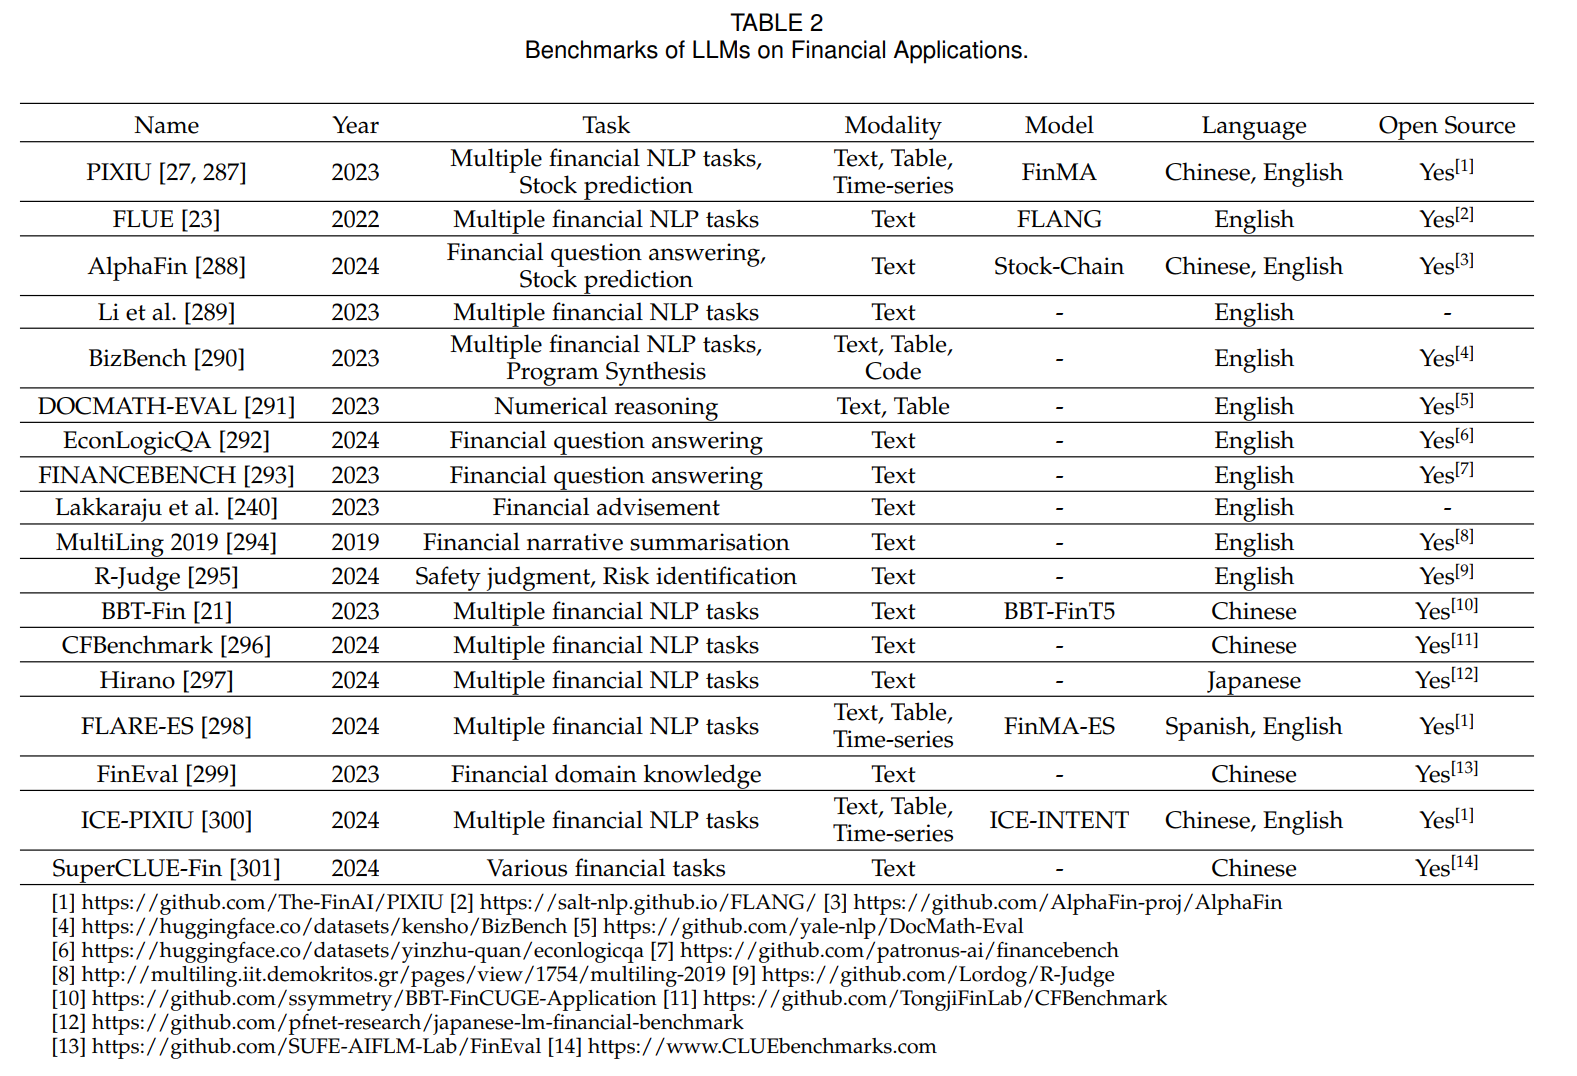 TABLE 2
Benchmarks of LLMs on Financial Applications.
Name Year Task Modality Model Language Open Source
PIXIU [27, 287] 2023 Multiple financial NLP tasks, Stock prediction Text, Table, Time-series FinMA Chinese, English Yes[1]
FLUE [23] 2022 Multiple financial NLP tasks Text FLANG English Yes[2]
AlphaFin [288] 2024 Financial question answering, Stock prediction Text Stock-Chain Chinese, English Yes[3]
Li et al. [289] 2023 Multiple financial NLP tasks Text - English -
BizBench [290] 2023 Multiple financial NLP tasks, Program Synthesis Text, Table, Code - English Yes[4]
DOCMATH-EVAL [291] 2023 Numerical reasoning Text, Table - English Yes[5]
EconLogicQA [292] 2024 Financial question answering Text - English Yes[6]
FINANCEBENCH [293] 2023 Financial question answering Text - English Yes[7]
Lakkaraju et al. [240] 2023 Financial advisement Text - English -
MultiLing 2019 [294] 2019 Financial narrative summarisation Text - English Yes[8]
R-Judge [295] 2024 Safety judgment, Risk identification Text - English Yes[9]
BBT-Fin [21] 2023 Multiple financial NLP tasks Text BBT-FinT5 Chinese Yes[10]
CFBenchmark [296] 2024 Multiple financial NLP tasks Text - Chinese Yes[11]
Hirano [297] 2024 Multiple financial NLP tasks Text - Japanese Yes[12]
FLARE-ES [298] 2024 Multiple financial NLP tasks Text, Table, Time-series FinMA-ES Spanish, English Yes[1]
FinEval [299] 2023 Financial domain knowledge Text - Chinese Yes[13]
ICE-PIXIU [300] 2024 Multiple financial NLP tasks Text, Table, Time-series ICE-INTENT Chinese, English Yes[1]
SuperCLUE-Fin [301] 2024 Various financial tasks Text - Chinese Yes[14]
[1] https://github.com/The-FinAI/PIXIU [2] https://salt-nlp.github.io/FLANG/ [3] https://github.com/AlphaFin-proj/AlphaFin
[4] https://huggingface.co/datasets/kensho/BizBench [5] https://github.com/yale-nlp/DocMath-Eval
[6] https://huggingface.co/datasets/yinzhu-quan/econlogicqa [7] https://github.com/patronus-ai/financebench
[8] http://multiling.iit.demokritos.gr/pages/view/1754/multiling-2019 [9] https://github.com/Lordog/R-Judge
[10] https://github.com/ssymmetry/BBT-FinCUGE-Application [11] https://github.com/TongjiFinLab/CFBenchmark
[12] https://github.com/pfnet-research/japanese-lm-financial-benchmark
[13] https://github.com/SUFE-AIFLM-Lab/FinEval [14] https://www.CLUEbenchmarks.com